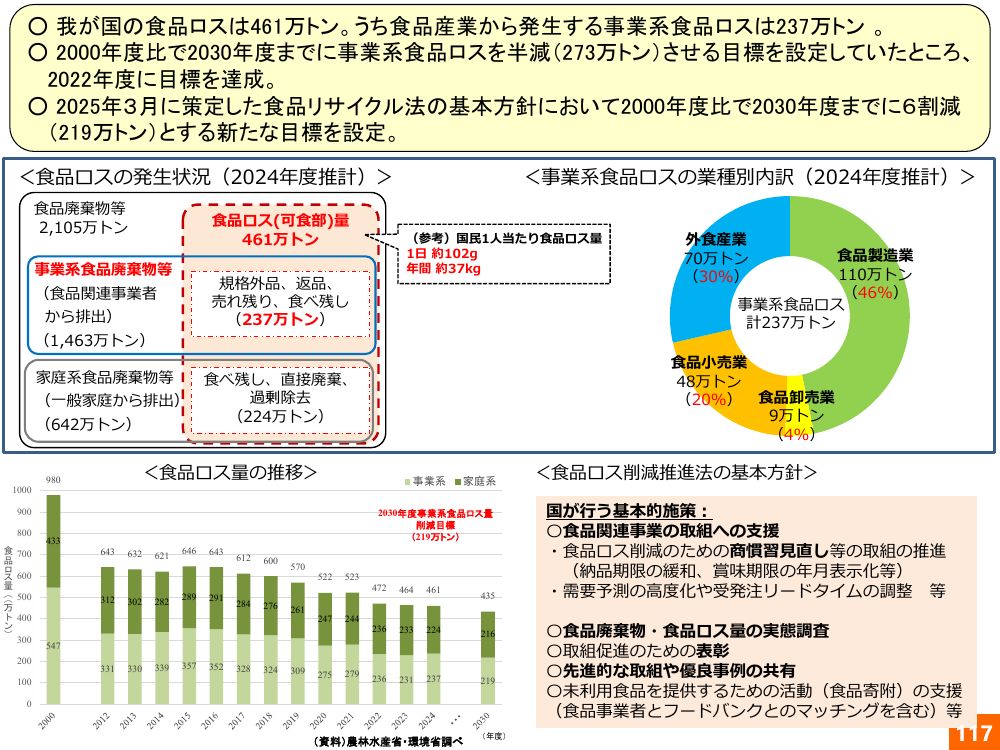 〇 我が国の食品ロスは461万トン。うち食品産業から発生する事業系食品ロスは237万トン 。
〇 2000年度比で2030年度までに事業系食品ロスを半減(273万トン)させる目標を設定していたところ、
2022年度に目標を達成。
〇 2025年3月に策定した食品リサイクル法の基本方針において2000年度比で2030年度までに6割減
(219万トン)とする新たな目標を設定。
＜食品ロスの発生状況（2024年度推計）＞
食品廃棄物等
2,105万トン
食品ロス(可食部)量
461万トン
事業系食品廃棄物等
（食品関連事業者
から排出）
（1,463万トン）
規格外品、返品、
売れ残り、食べ残し
（237万トン）
家庭系食品廃棄物等
（一般家庭から排出）
（642万トン）
食べ残し、直接廃棄、
過剰除去
（224万トン）
（参考）国民1人当たり食品ロス量
1日 約102g
年間 約37kg
＜事業系食品ロスの業種別内訳（2024年度推計）＞
外食産業
70万トン
（30%）
食品製造業
110万トン
（46%）
事業系食品ロス
計237万トン
食品小売業
48万トン
（20%）
食品卸売業
9万トン
（4%）
＜食品ロス量の推移＞
事業系 家庭系
食品ロス量（万トン）
2030年度事業系食品ロス量
削減目標
（219万トン）
1000
900
800
700
600
500
400
300
200
100
0
980 643 632 621 646 643 612 600 570 522 523 472 464 461 435
433 312 302 282 289 291 284 276 261 247 244 236 233 224 216
547 331 330 339 357 352 328 324 309 275 279 236 231 237 219
2000 2012 2013 2014 2015 2016 2017 2018 2019 2020 2021 2022 2023 2024 ･･･ 2030
（年度）
（資料）農林水産省・環境省調べ
＜食品ロス削減推進法の基本方針＞
国が行う基本的施策：
〇食品関連事業の取組への支援
・食品ロス削減のための商慣習見直し等の取組の推進
（納品期限の緩和、賞味期限の年月表示化等）
・需要予測の高度化や受発注リードタイムの調整　等
〇食品廃棄物・食品ロス量の実態調査
〇取組促進のための表彰
〇先進的な取組や優良事例の共有
〇未利用食品を提供するための活動（食品寄附）の支援
（食品事業者とフードバンクとのマッチングを含む）等
117